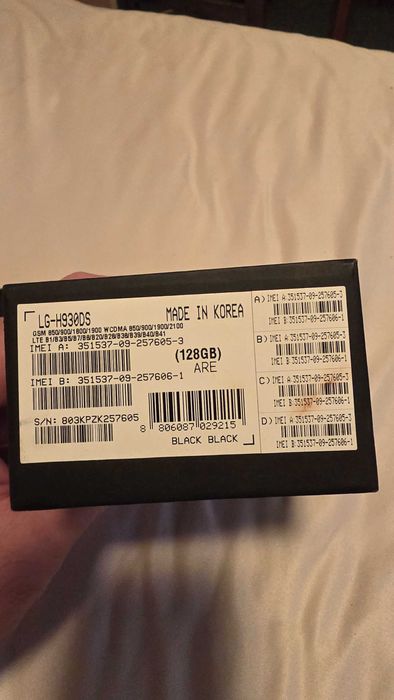 LG-H930DS MADE IN KOREA
GSM 850/900/1800/1900 WCDMA 850/900/1900/2100
LTE B1/B3/B5/B7/B8/B20/B28/B38/B39/B40/B41
IMEI A: 351537-09-257605-3
(128GB)
ARE
IMEI B: 351537-09-257606-1
S/N: 803KPZK257605
8 806087 029215
BLACK BLACK
A) IMEI A:351537-09-257605-3
IMEI B:351537-09-257606-1
B) IMEI A:351537-09-257605-3
IMEI B:351537-09-257606-1
C) IMEI A:351537-09-257605-3
IMEI B:351537-09-257606-1
D) IMEI A:351537-09-257605-3
IMEI B:351537-09-257606-1